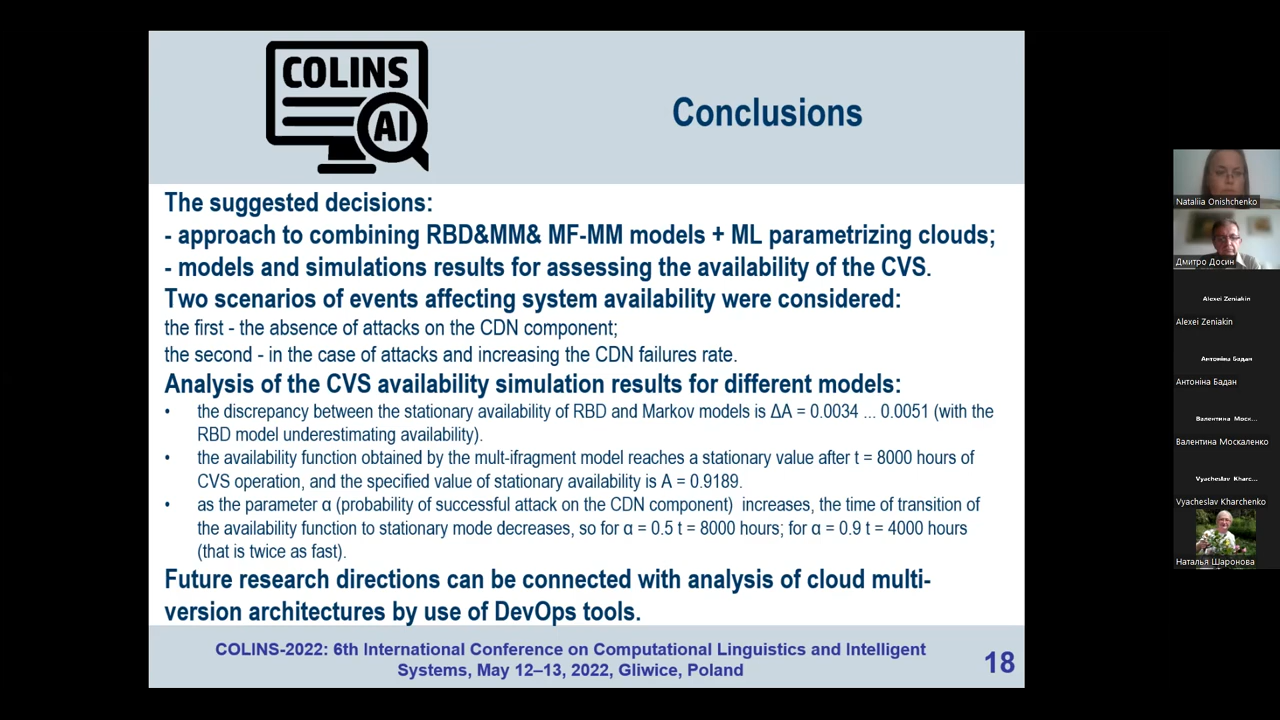 COLINS
AI
Conclusions
The suggested decisions:
- approach to combining RBD&MM& MF-MM models + ML parametrizing clouds;
- models and simulations results for assessing the availability of the CVS.
Two scenarios of events affecting system availability were considered:
the first - the absence of attacks on the CDN component;
the second - in the case of attacks and increasing the CDN failures rate.
Analysis of the CVS availability simulation results for different models:
• the discrepancy between the stationary availability of RBD and Markov models is ΔA = 0.0034 ... 0.0051 (with the
RBD model underestimating availability).
• the availability function obtained by the mult-ifragment model reaches a stationary value after t = 8000 hours of
CVS operation, and the specified value of stationary availability is A = 0.9189.
• as the parameter α (probability of successful attack on the CDN component) increases, the time of transition of
the availability function to stationary mode decreases, so for α = 0.5 t = 8000 hours; for α = 0.9 t = 4000 hours
(that is twice as fast).
Future research directions can be connected with analysis of cloud multi-
version architectures by use of DevOps tools.
COLINS-2022: 6th International Conference on Computational Linguistics and Intelligent
Systems, May 12–13, 2022, Gliwice, Poland
18
Nataliia Onishchenko
Дмитро Досин
Alexei Zeniakin
Alexei Zeniakin
Антоніна Бадан
Антоніна Бадан
Валентина Моск...
Валентина Москаленко
Vyacheslav Kharc...
Vyacheslav Kharchenko
Наталья Шаронова